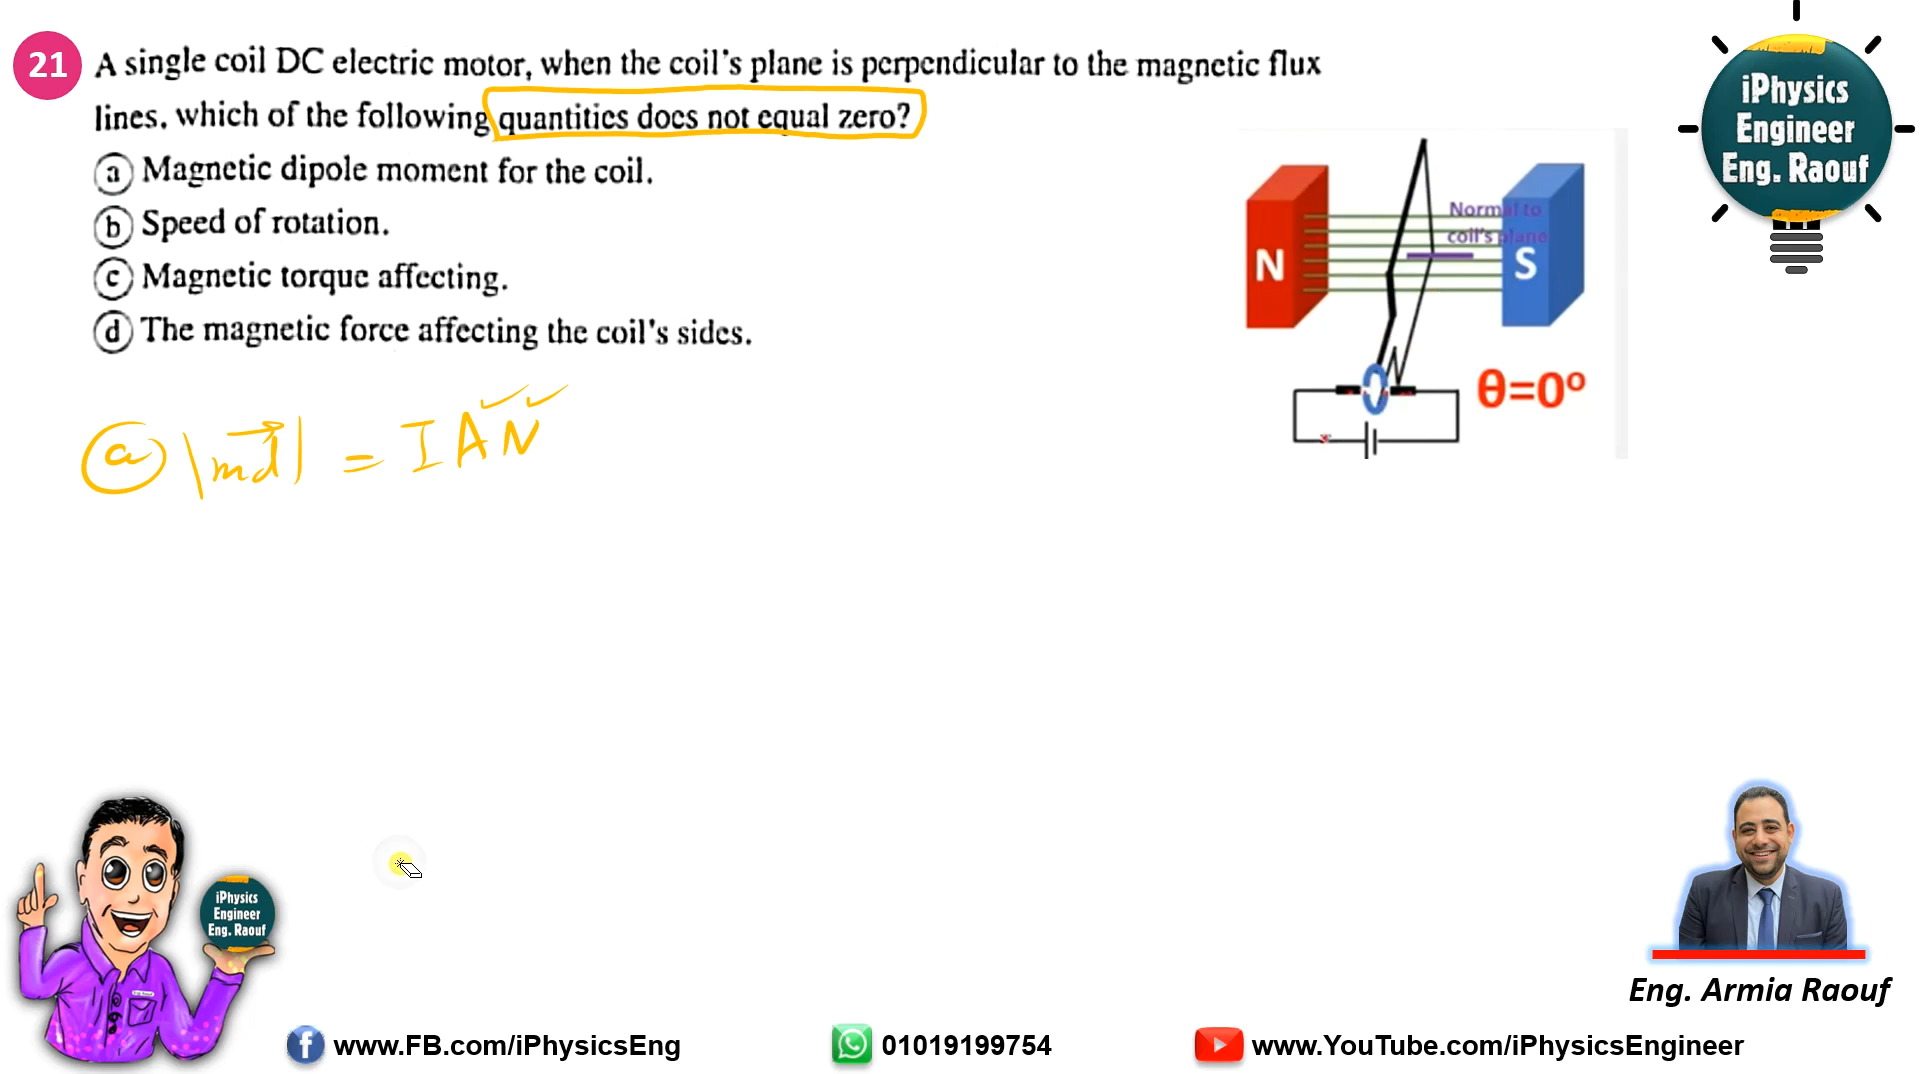 21 A single coil DC electric motor, when the coil's plane is perpendicular to the magnetic flux
lines, which of the following quantities does not equal zero?
a Magnetic dipole moment for the coil.
b Speed of rotation.
c Magnetic torque affecting.
d The magnetic force affecting the coil's sides.
a |md| = I A N
Normal to
coil's plane
N
S
θ=0º
iPhysics
Engineer
Eng. Raouf
iPhysics
Engineer
Eng. Raouf
Eng. Armia Raouf
www.FB.com/iPhysicsEng
01019199754
www.YouTube.com/iPhysicsEngineer